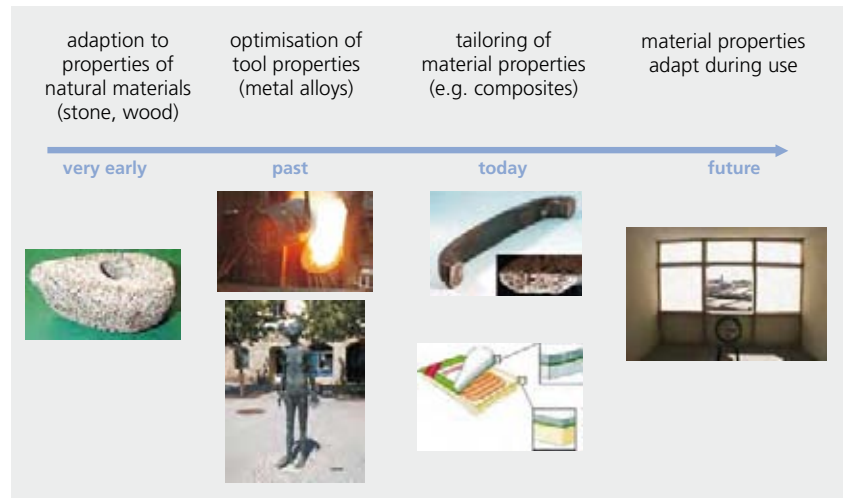 adaption to
properties of
natural materials
(stone, wood)
optimisation of
tool properties
(metal alloys)
tailoring of
material properties
(e.g. composites)
material properties
adapt during use
very early
past
today
future